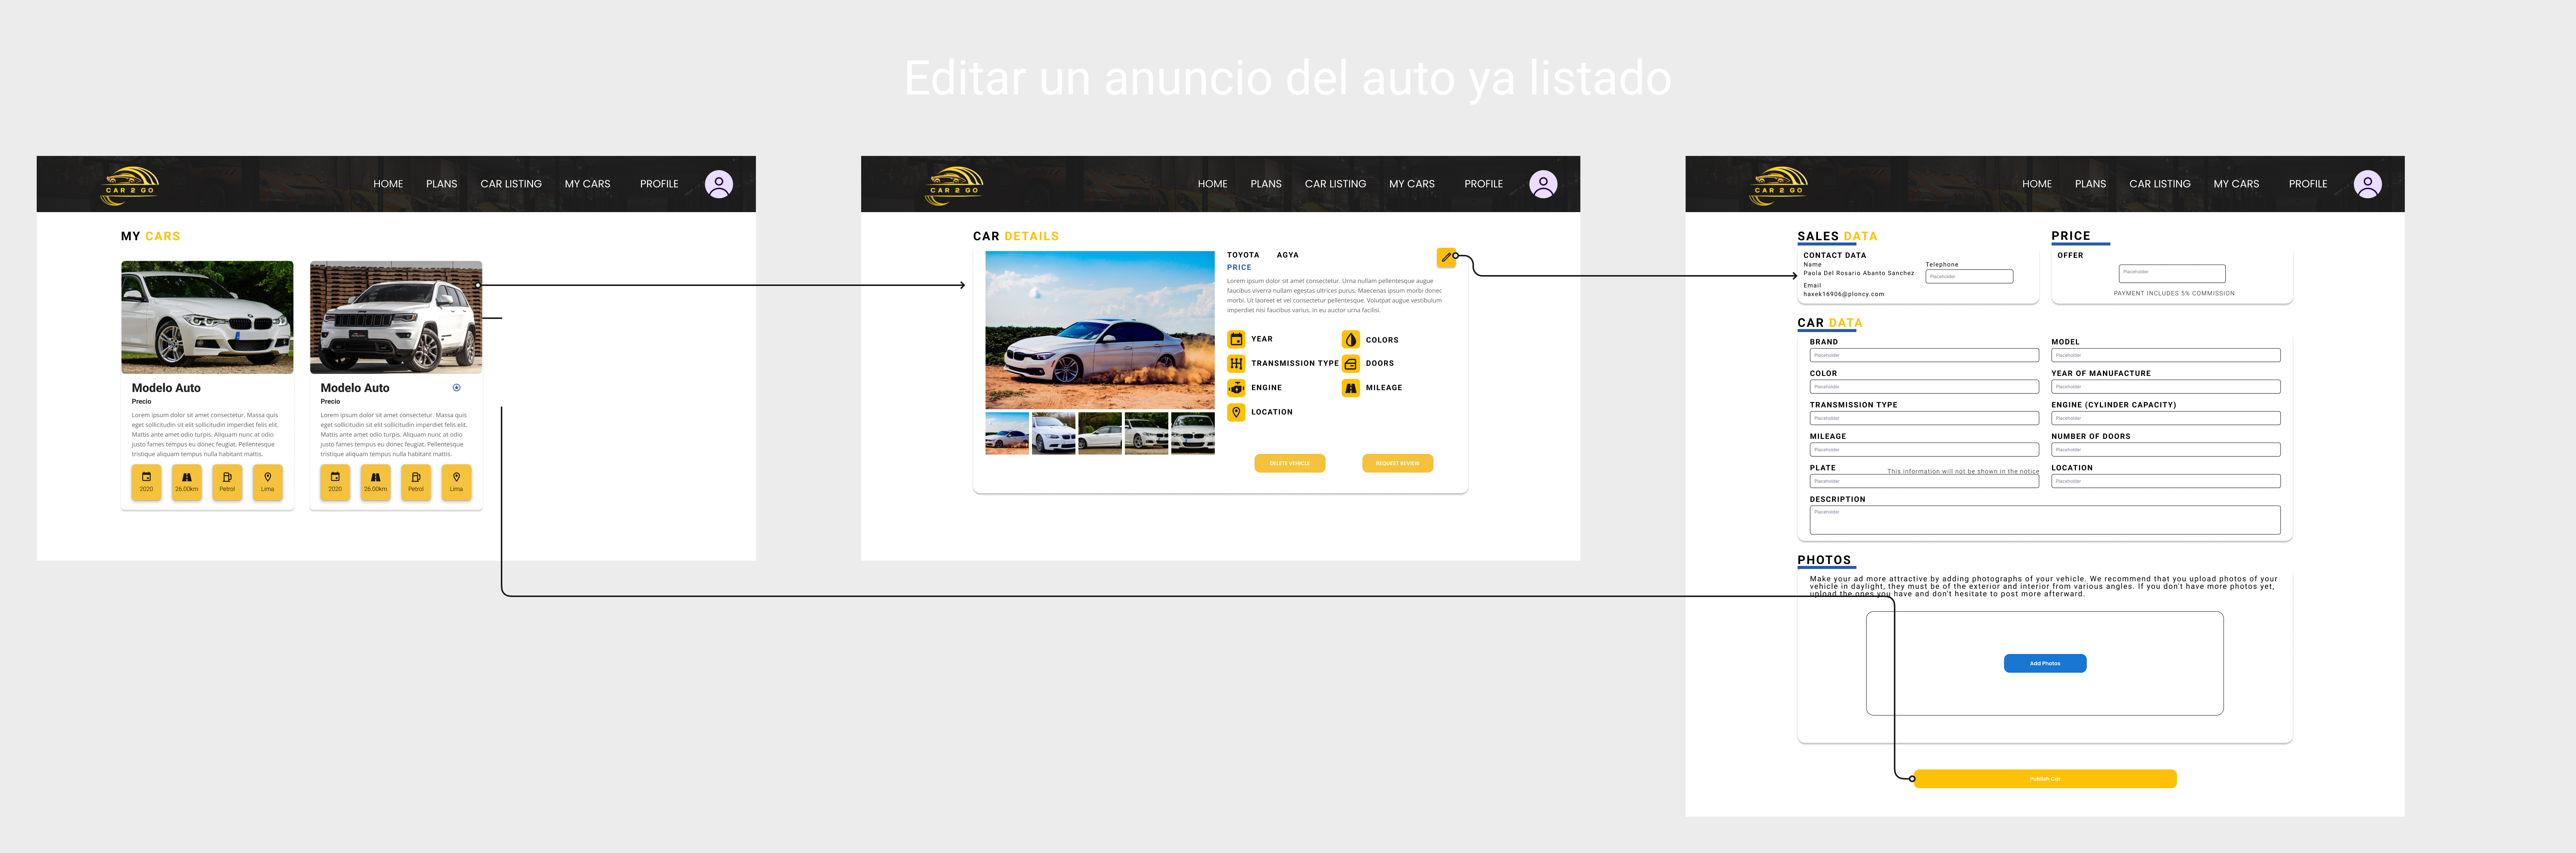 Editar un anuncio del auto ya listado
CAR 2 GO
HOME PLANS CAR LISTING MY CARS PROFILE
MY CARS
Modelo Auto
Precio
Lorem ipsum dolor sit amet consectetur. Massa quis
eget sollicitudin sit elit sollicitudin imperdiet felis elit.
Mattis ante amet odio turpis. Aliquam nunc at odio
justo fames tempus eu donec feugiat. Pellentesque
tristique aliquam tempus nulla habitant mattis.
2020 26.00km Petrol Lima
Modelo Auto
Precio
Lorem ipsum dolor sit amet consectetur. Massa quis
eget sollicitudin sit elit sollicitudin imperdiet felis elit.
Mattis ante amet odio turpis. Aliquam nunc at odio
justo fames tempus eu donec feugiat. Pellentesque
tristique aliquam tempus nulla habitant mattis.
2020 26.00km Petrol Lima
CAR 2 GO
HOME PLANS CAR LISTING MY CARS PROFILE
CAR DETAILS
TOYOTA AGYA
PRICE
Lorem ipsum dolor sit amet consectetur. Urna nullam pellentesque augue
faucibus viverra nullam egestas ultrices purus. Maecenas ipsum morbi donec
morbi. Ut laoreet et vel consectetur pellentesque. Volutpat augue vestibulum
imperdiet nisi faucibus varius. In eu auctor urna facilisi.
YEAR COLORS
TRANSMISSION TYPE DOORS
ENGINE MILEAGE
LOCATION
DELETE VEHICLE REQUEST REVIEW
CAR 2 GO
HOME PLANS CAR LISTING MY CARS PROFILE
SALES DATA
CONTACT DATA
Name
Paola Del Rosario Abanto Sanchez
Telephone
Placeholder
Email
haxek16906@ploncy.com
PRICE
OFFER
Placeholder
PAYMENT INCLUDES 5% COMMISSION
CAR DATA
BRAND MODEL
Placeholder Placeholder
COLOR YEAR OF MANUFACTURE
Placeholder Placeholder
TRANSMISSION TYPE ENGINE (CYLINDER CAPACITY)
Placeholder Placeholder
MILEAGE NUMBER OF DOORS
Placeholder Placeholder
PLATE This information will not be shown in the notice LOCATION
Placeholder Placeholder
DESCRIPTION
Placeholder
PHOTOS
Make your ad more attractive by adding photographs of your vehicle. We recommend that you upload photos of your
vehicle in daylight, they must be of the exterior and interior from various angles. If you don't have more photos yet,
upload the ones you have and don't hesitate to post more afterward.
Add Photos
Publish Car